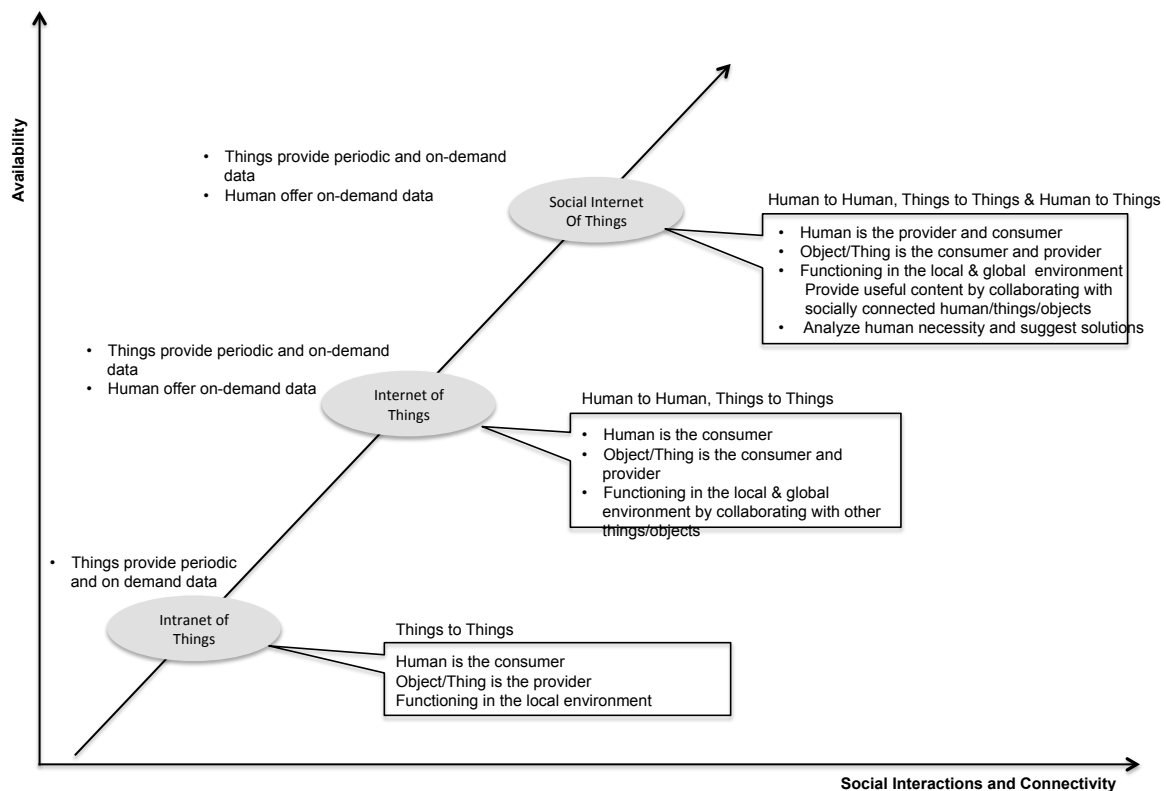 Availability
• Things provide periodic and on-demand
data
• Human offer on-demand data
Social Internet
Of Things
Human to Human, Things to Things & Human to Things
• Human is the provider and consumer
• Object/Thing is the consumer and provider
• Functioning in the local & global environment
Provide useful content by collaborating with
socially connected human/things/objects
• Analyze human necessity and suggest solutions
• Things provide periodic and on-demand
data
• Human offer on-demand data
Internet of
Things
Human to Human, Things to Things
• Human is the consumer
• Object/Thing is the consumer and
provider
• Functioning in the local & global
environment by collaborating with other
things/objects
• Things provide periodic
and on demand data
Intranet of
Things
Things to Things
Human is the consumer
Object/Thing is the provider
Functioning in the local environment
Social Interactions and Connectivity